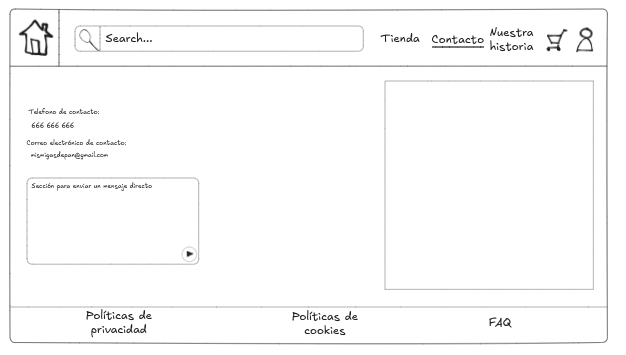 Search...
Tienda
Contacto
Nuestra
historia
Telefono de contacto:
666 666 666
Correo electrónico de contacto:
mismigasdepan@gmail.com
Sección para enviar un mensaje directo
Políticas de
privacidad
Políticas de
cookies
FAQ